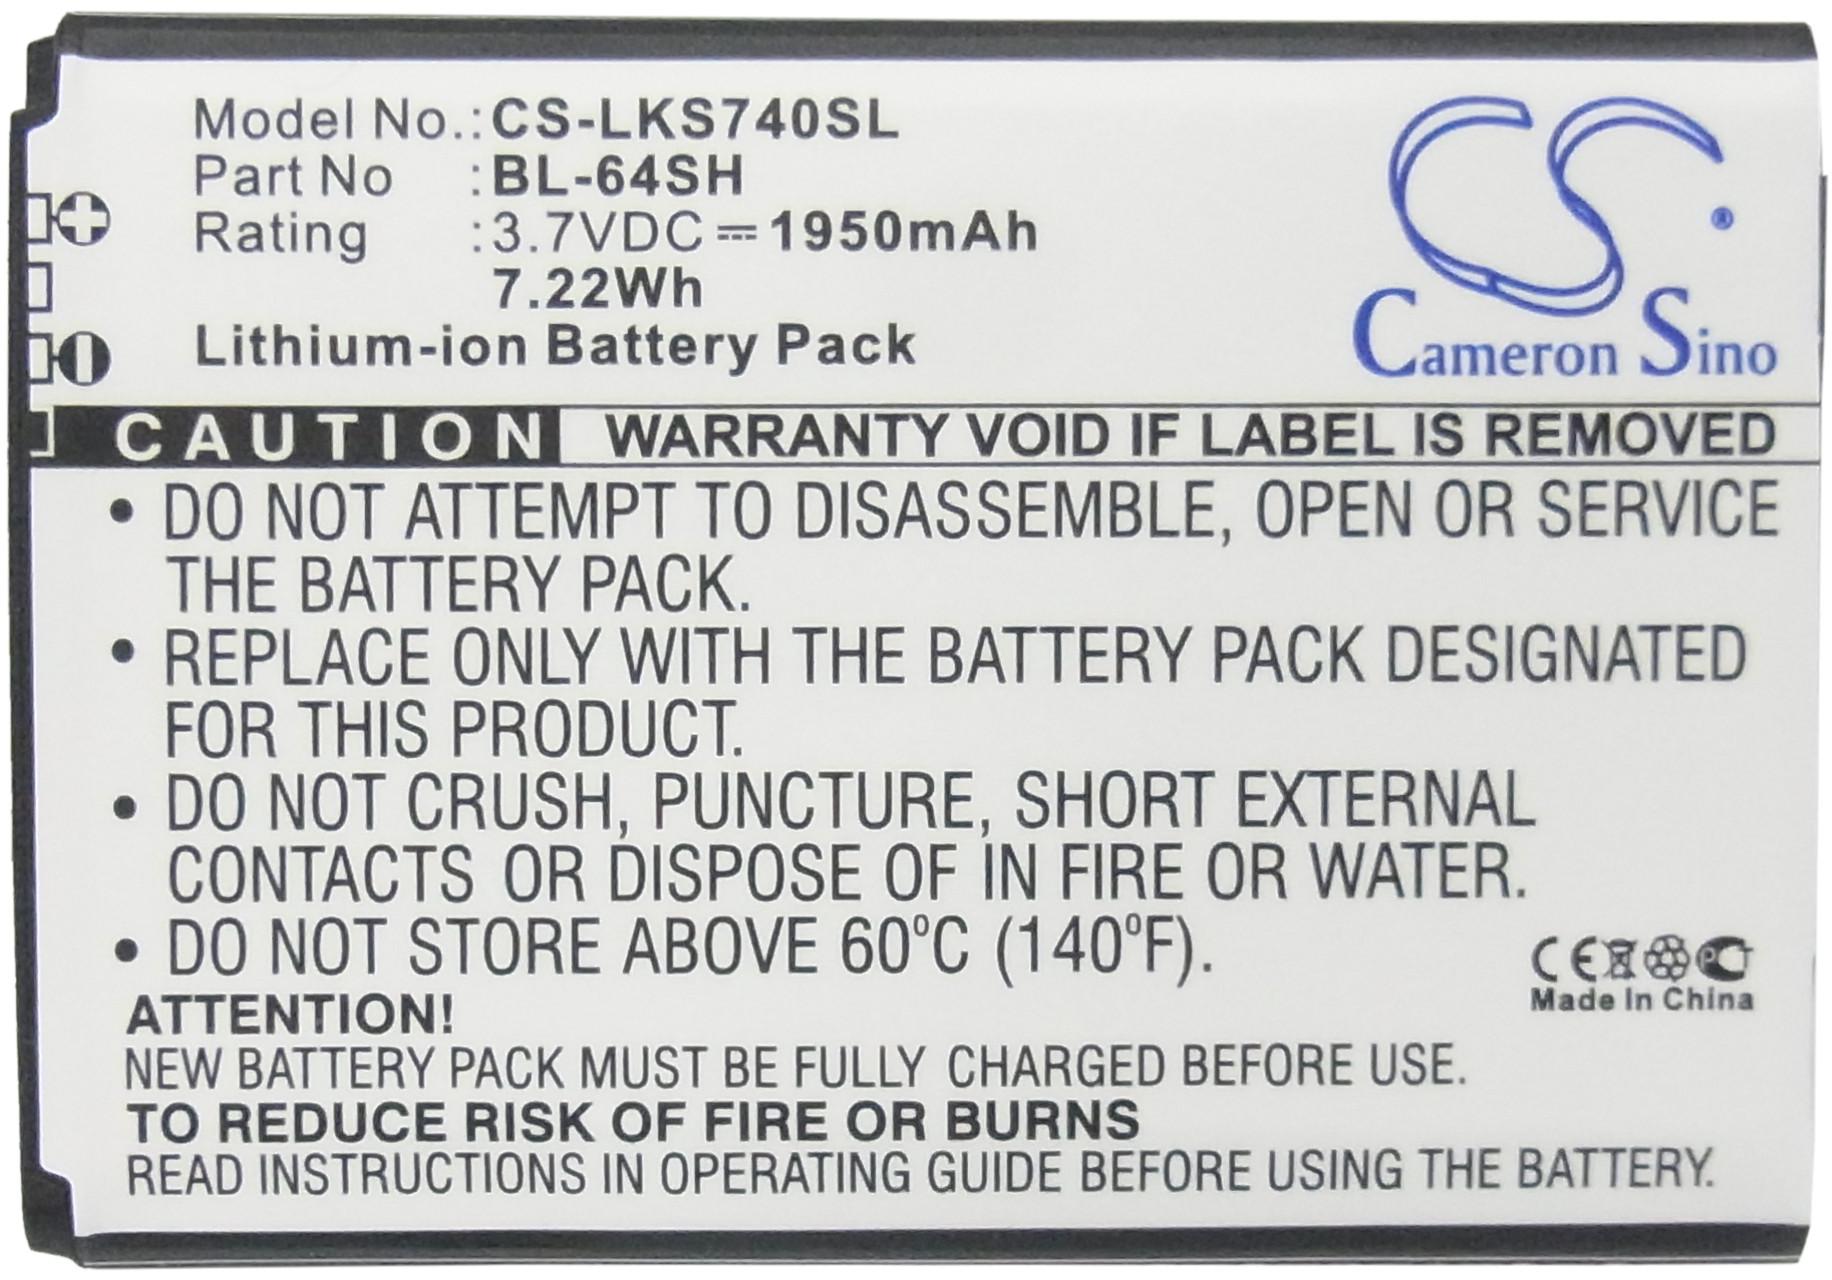 Model No.:CS-LKS740SL
Part No :BL-64SH
Rating :3.7VDC⎓1950mAh
7.22Wh
Lithium-ion Battery Pack
CS®
Cameron Sino
CAUTION WARRANTY VOID IF LABEL IS REMOVED
• DO NOT ATTEMPT TO DISASSEMBLE, OPEN OR SERVICE
THE BATTERY PACK.
• REPLACE ONLY WITH THE BATTERY PACK DESIGNATED
FOR THIS PRODUCT.
• DO NOT CRUSH, PUNCTURE, SHORT EXTERNAL
CONTACTS OR DISPOSE OF IN FIRE OR WATER.
• DO NOT STORE ABOVE 60°C (140°F).
CE PC
Made In China
ATTENTION!
NEW BATTERY PACK MUST BE FULLY CHARGED BEFORE USE.
TO REDUCE RISK OF FIRE OR BURNS
READ INSTRUCTIONS IN OPERATING GUIDE BEFORE USING THE BATTERY.